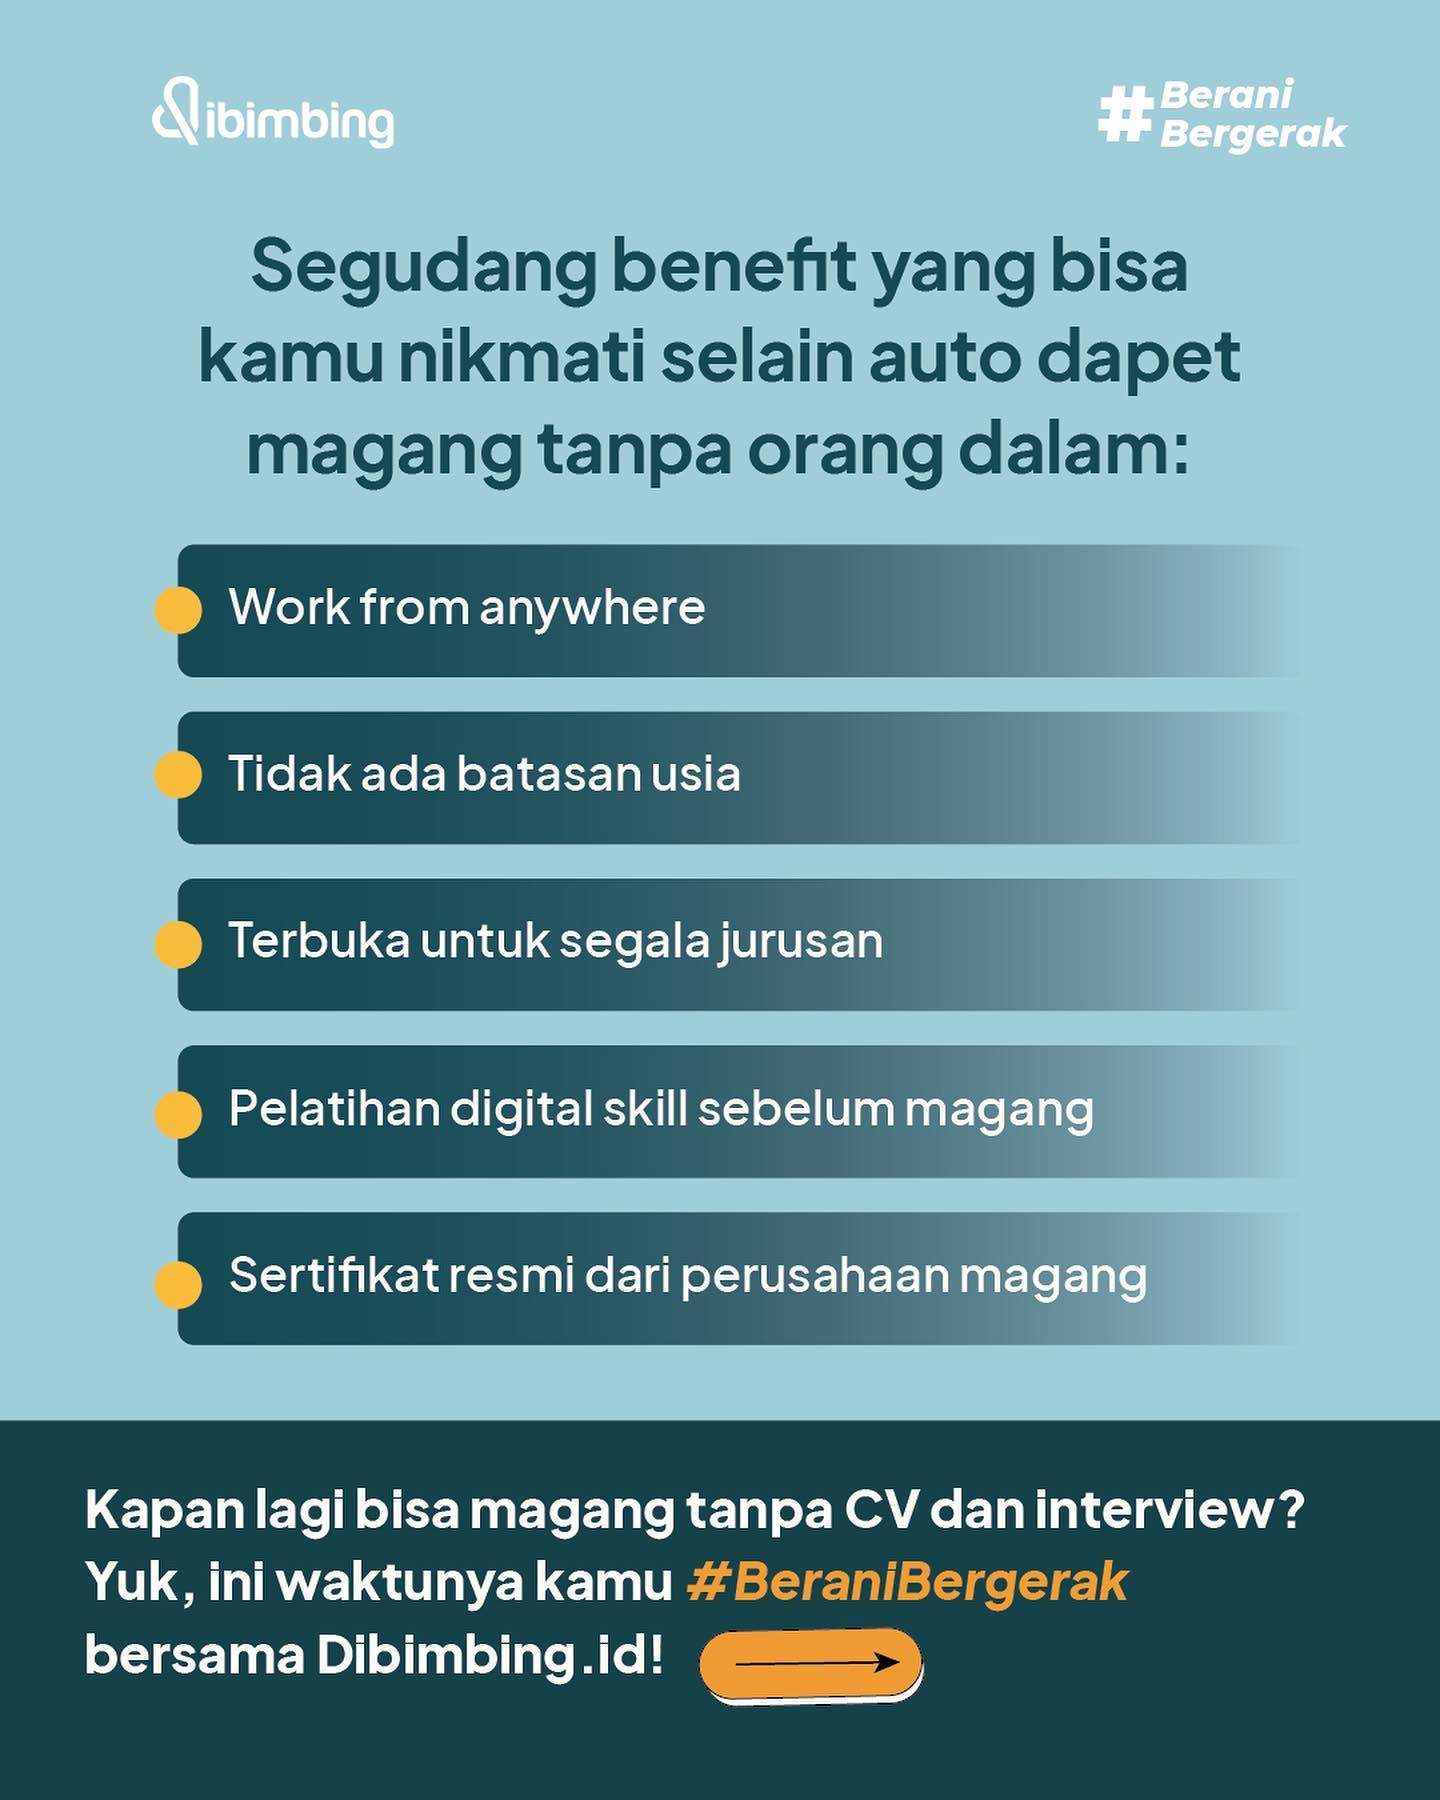 Dibimbing
#Berani
Bergerak
Segudang benefit yang bisa
kamu nikmati selain auto dapet
magang tanpa orang dalam:
Work from anywhere
Tidak ada batasan usia
Terbuka untuk segala jurusan
Pelatihan digital skill sebelum magang
Sertifikat resmi dari perusahaan magang
Kapan lagi bisa magang tanpa CV dan interview?
Yuk, ini waktunya kamu #BeraniBergerak
bersama Dibimbing.id!